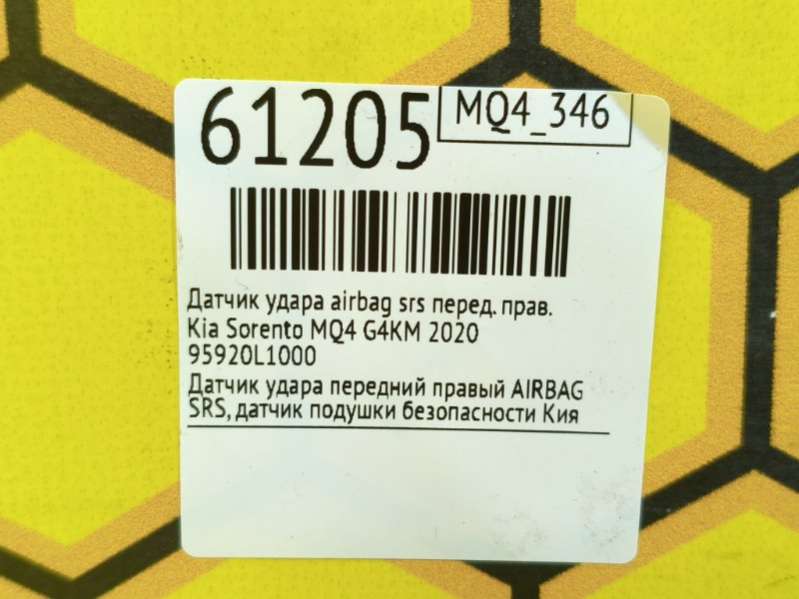 61205
MQ4_346
Датчик удара airbag srs перед. прав.
Kia Sorento MQ4 G4KM 2020
95920L1000
Датчик удара передний правый AIRBAG
SRS, датчик подушки безопасности Кия